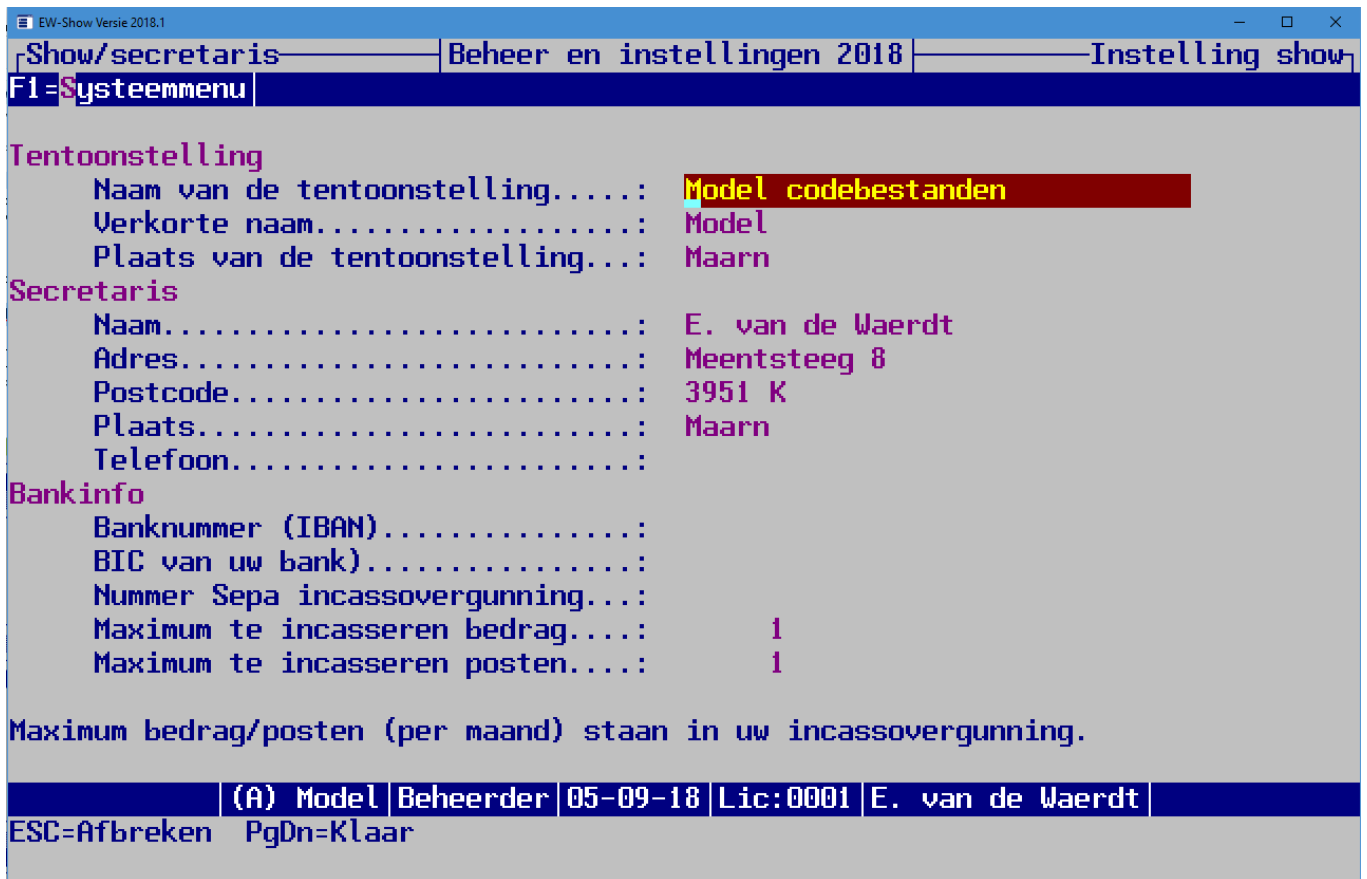 EW-Show Versie 2018.1
Show/secretaris Beheer en instellingen 2018 Instelling show
F1=Systeemmenu
Tentoonstelling
Naam van de tentoonstelling.....: Model codebestanden
Verkorte naam...................: Model
Plaats van de tentoonstelling...: Maarn
Secretaris
Naam............................: E. van de Waerdt
Adres...........................: Meentsteeg 8
Postcode........................: 3951 K
Plaats..........................: Maarn
Telefoon........................:
Bankinfo
Banknummer (IBAN)...............:
BIC van uw bank)................:
Nummer Sepa incassovergunning...:
Maximum te incasseren bedrag....: 1
Maximum te incasseren posten....: 1
Maximum bedrag/posten (per maand) staan in uw incassovergunning.
(A) Model Beheerder 05-09-18 Lic:0001 E. van de Waerdt
ESC=Afbreken PgDn=Klaar